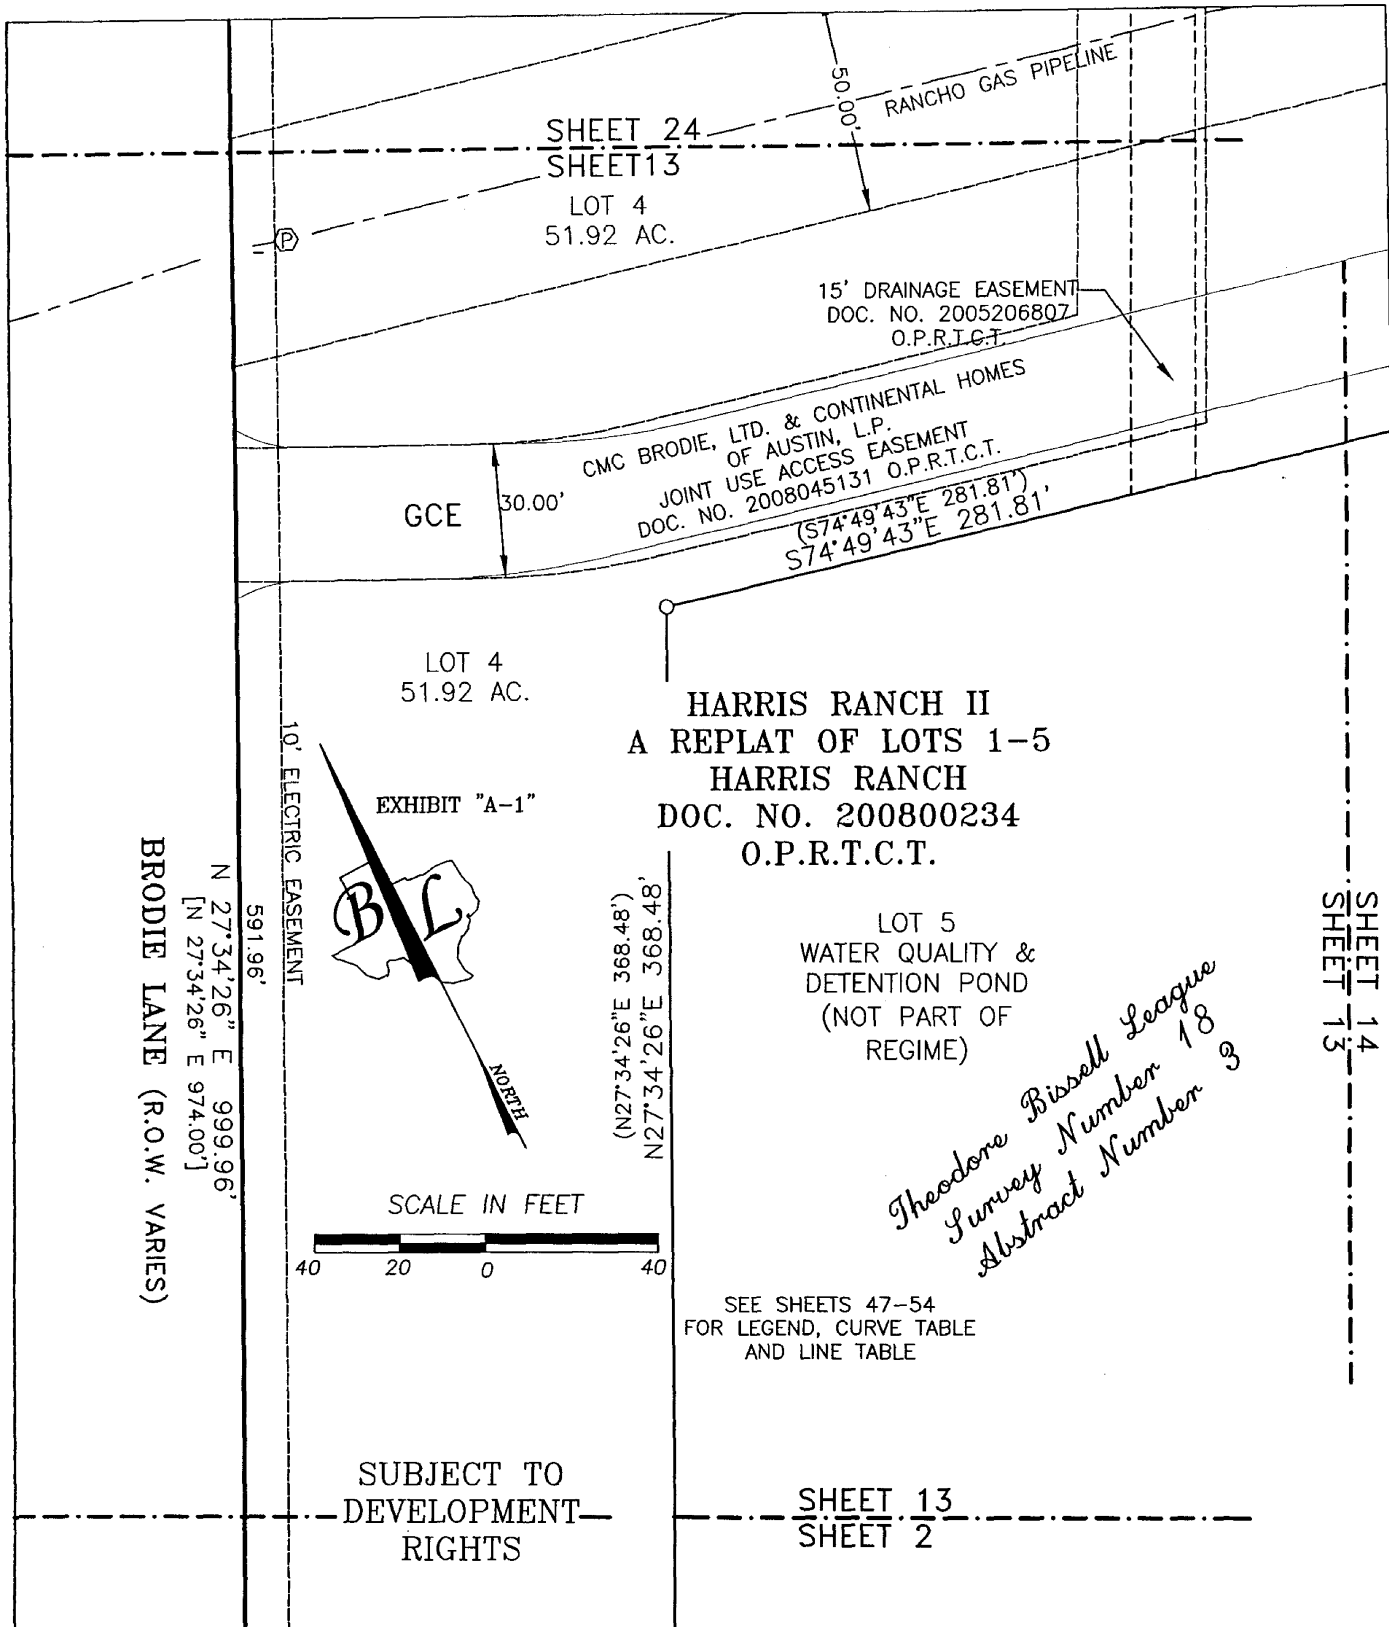 50.00'
RANCHO GAS PIPELINE
SHEET 24
SHEET13
LOT 4
51.92 AC.
P
15' DRAINAGE EASEMENT
DOC. NO. 2005206807
O.P.R.T.C.T.
CMC BRODIE, LTD. & CONTINENTAL HOMES
OF AUSTIN, L.P.
JOINT USE ACCESS EASEMENT
DOC. NO. 2008045131 O.P.R.T.C.T.
GCE
30.00'
(S74°49'43"E 281.81')
S74°49'43"E 281.81'
LOT 4
51.92 AC.
HARRIS RANCH II
A REPLAT OF LOTS 1-5
HARRIS RANCH
DOC. NO. 200800234
O.P.R.T.C.T.
10' ELECTRIC EASEMENT
EXHIBIT "A-1"
B L
NORTH
BRODIE LANE (R.O.W. VARIES)
591.96'
N 27°34'26" E 999.96'
[N 27°34'26" E 974.00']
(N27°34'26"E 368.48')
N27°34'26"E 368.48'
LOT 5
WATER QUALITY &
DETENTION POND
(NOT PART OF
REGIME)
SHEET 14
SHEET 13
Theodore Bissell League
Survey Number 18
Abstract Number 3
SCALE IN FEET
40 20 0 40
SEE SHEETS 47-54
FOR LEGEND, CURVE TABLE
AND LINE TABLE
SUBJECT TO
DEVELOPMENT
RIGHTS
SHEET 13
SHEET 2